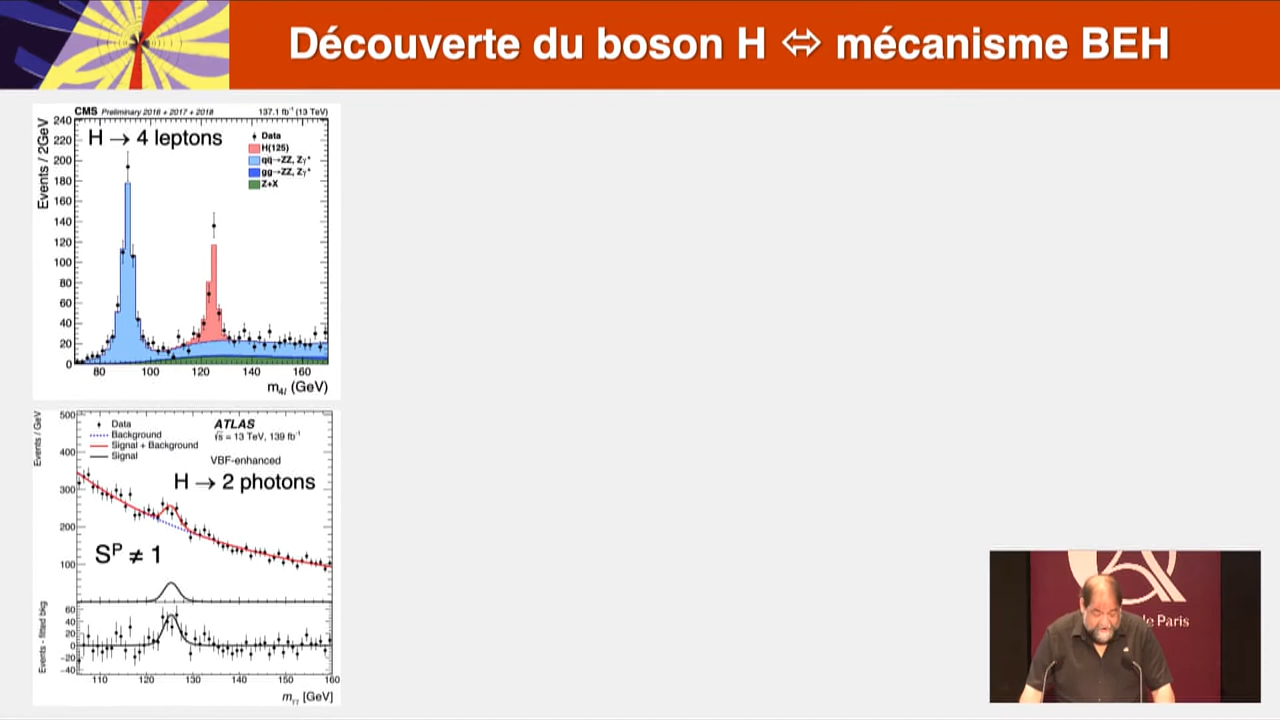 Découverte du boson H ⇔ mécanisme BEH
CMS Preliminary 2016 + 2017 + 2018 137.1 fb⁻¹ (13 TeV)
H → 4 leptons
Events / 2GeV
Data
H(125)
qq̄→ZZ, Zγ*
gg→ZZ, Zγ*
Z+X
240
220
200
180
160
140
120
100
80
60
40
20
0
80 100 120 140 160
m4l (GeV)
Events / GeV
Data
Background
Signal + Background
Signal
ATLAS
√s = 13 TeV, 139 fb⁻¹
VBF-enhanced
H → 2 photons
Sᴾ ≠ 1
500
400
300
200
100
Events - fitted bkg
60
40
20
0
−20
−40
110 120 130 140 150 160
mγγ [GeV]
de Paris